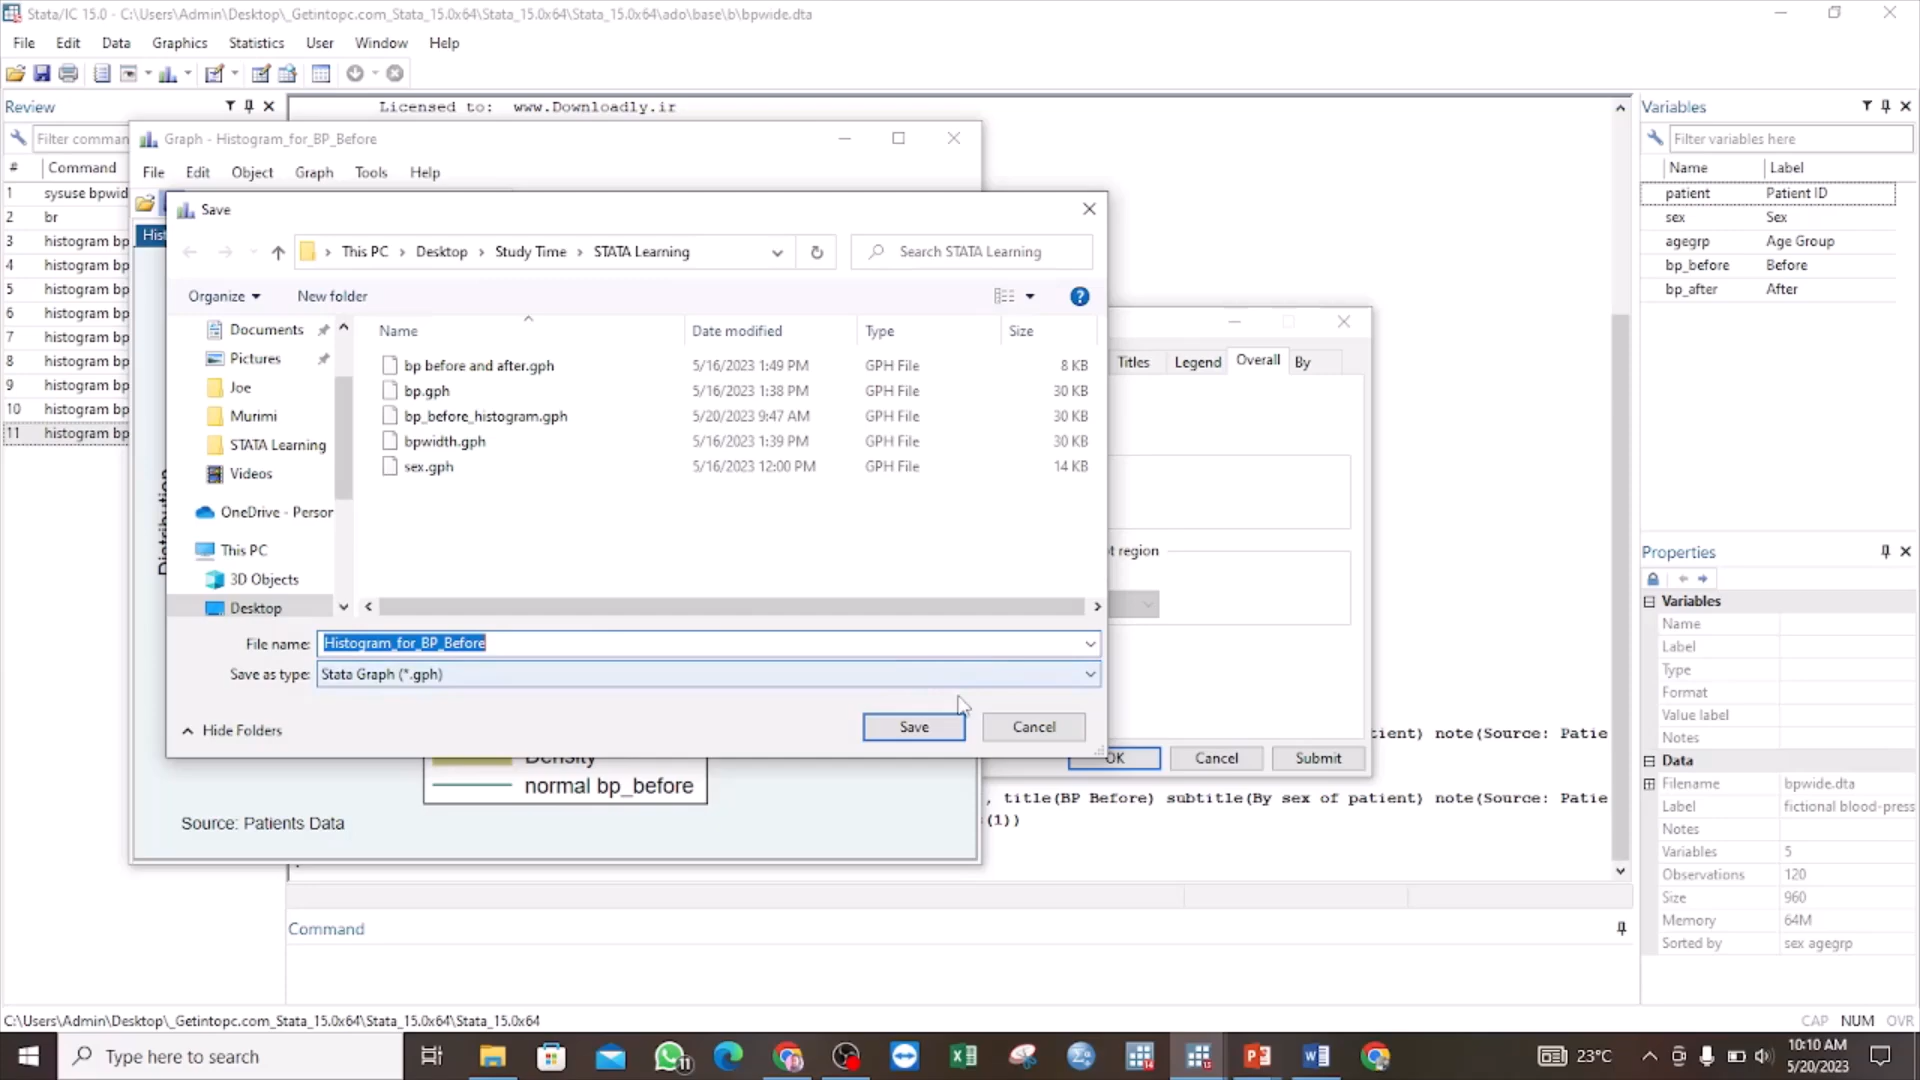 Stata/IC 15.0 - C:\Users\Admin\Desktop\_Getintopc.com_Stata_15.0x64\Stata_15.0x64\Stata_15.0x64\ado\base\b\bpwide.dta
File Edit Data Graphics Statistics User Window Help
Review
Filter comman
# Command
1 sysuse bpwid
2 br
3 histogram bp
4 histogram bp
5 histogram bp
6 histogram bp
7 histogram bp
8 histogram bp
9 histogram bp
10 histogram bp
11 histogram bp
Licensed to: www.Downloadly.ir
Graph - Histogram_for_BP_Before
File Edit Object Graph Tools Help
Hist
Distribution
Save
This PC > Desktop > Study Time > STATA Learning
Search STATA Learning
Organize New folder
Documents
Pictures
Joe
Murimi
STATA Learning
Videos
OneDrive - Person
This PC
3D Objects
Desktop
Name Date modified Type Size
bp before and after.gph 5/16/2023 1:49 PM GPH File 8 KB
bp.gph 5/16/2023 1:38 PM GPH File 30 KB
bp_before_histogram.gph 5/20/2023 9:47 AM GPH File 30 KB
bpwidth.gph 5/16/2023 1:39 PM GPH File 30 KB
sex.gph 5/16/2023 12:00 PM GPH File 14 KB
File name: Histogram_for_BP_Before
Save as type: Stata Graph (*.gph)
Hide Folders
Save Cancel
Density
normal bp_before
Source: Patients Data
Titles Legend Overall By
t region
OK Cancel Submit
tient) note(Source: Patie
, title(BP Before) subtitle(By sex of patient) note(Source: Patie
(1))
Command
Variables
Filter variables here
Name Label
patient Patient ID
sex Sex
agegrp Age Group
bp_before Before
bp_after After
Properties
Variables
Name
Label
Type
Format
Value label
Notes
Data
Filename bpwide.dta
Label fictional blood-press
Notes
Variables 5
Observations 120
Size 960
Memory 64M
Sorted by sex agegrp
C:\Users\Admin\Desktop\_Getintopc.com_Stata_15.0x64\Stata_15.0x64\Stata_15.0x64
CAP NUM OVR
Type here to search
11
23°C
10:10 AM
5/20/2023